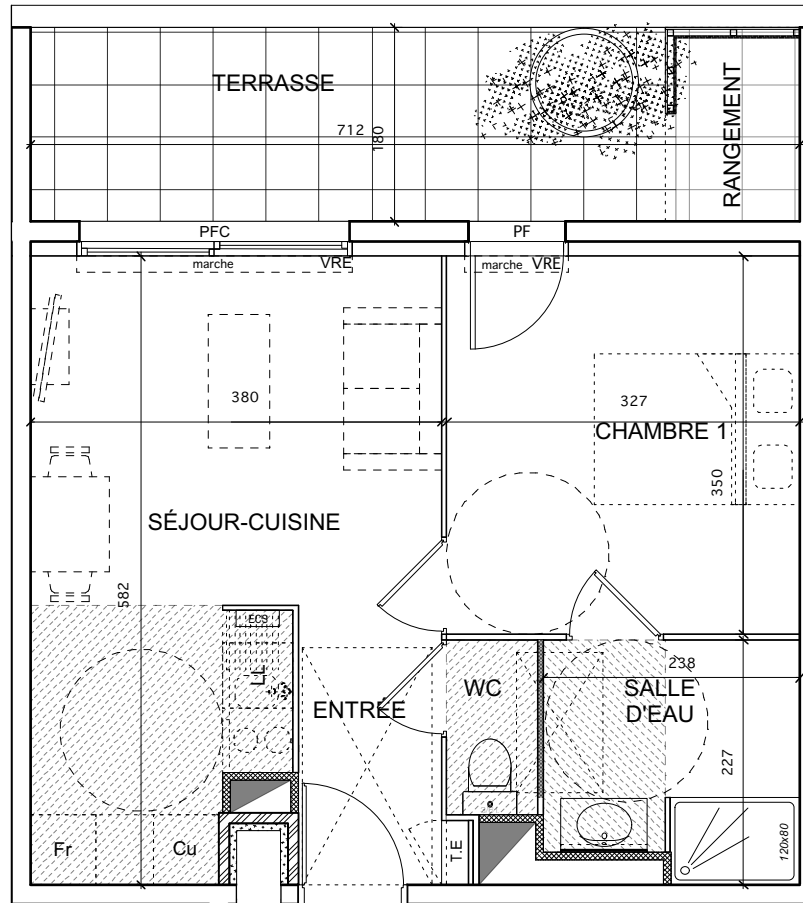 TERRASSE
712
180
RANGEMENT
PFC
PF
marche VRE
marche VRE
380
327
CHAMBRE 1
350
SÉJOUR-CUISINE
582
ECS
LL
ENTRÉE
WC
238
SALLE
D'EAU
227
Fr
Cu
T.E
120x80